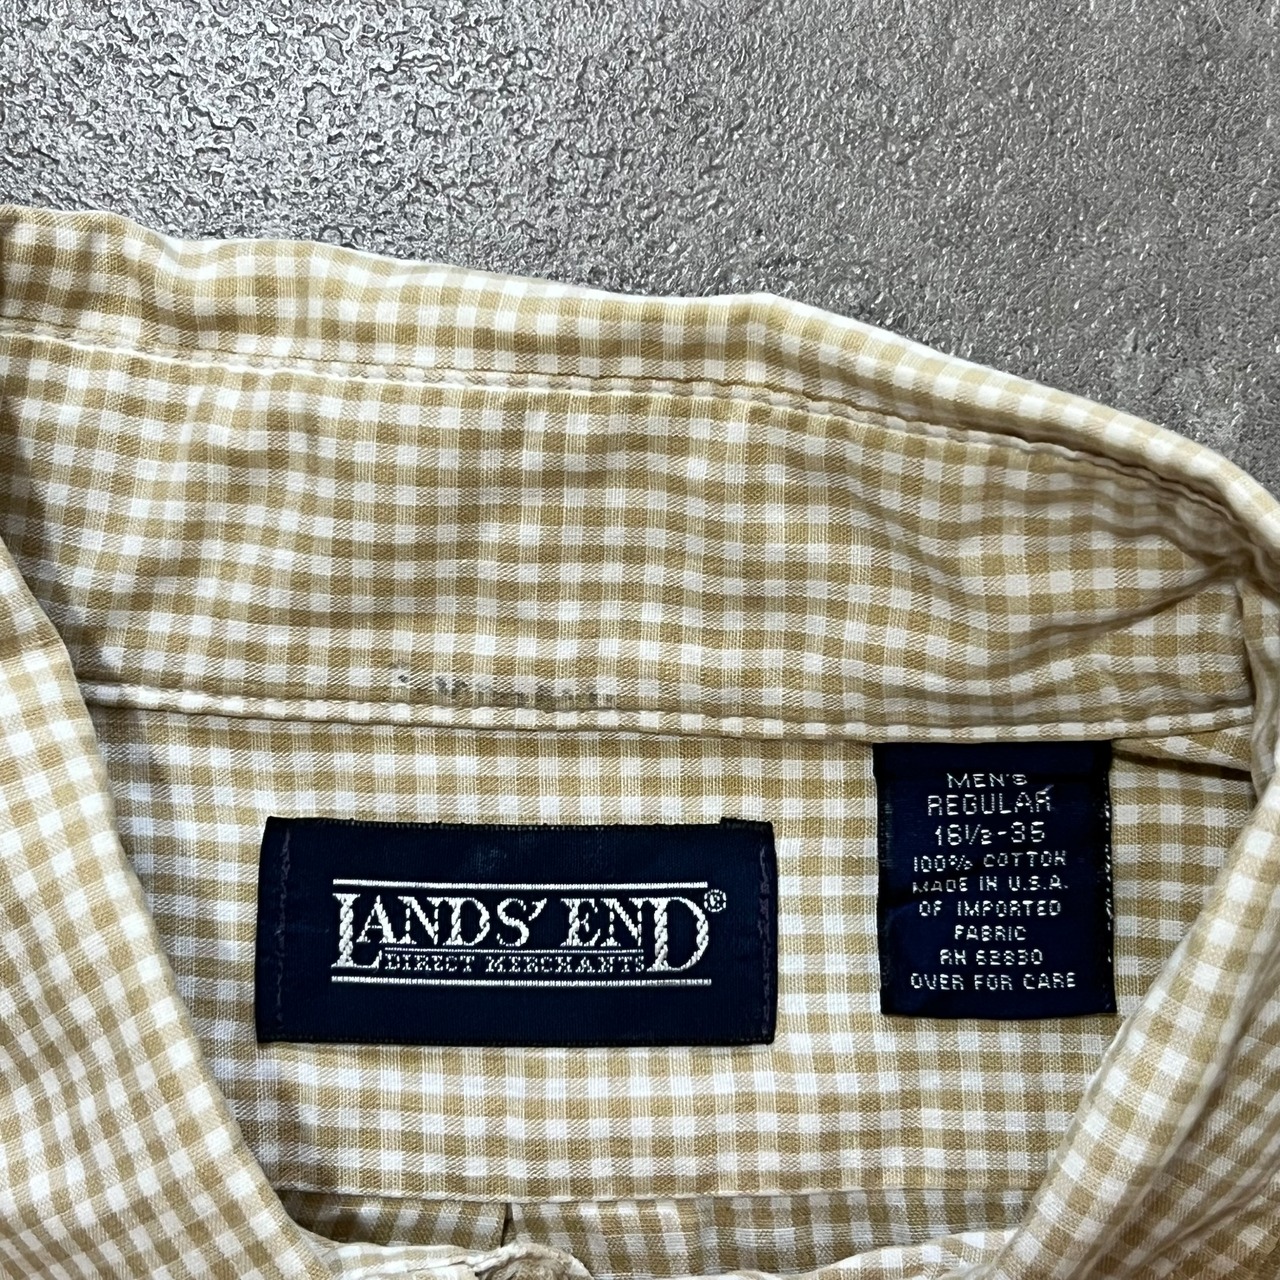 LANDS' END®
DIRECT MERCHANTS
MEN'S
REGULAR
16½-35
100% COTTON
MADE IN U.S.A.
OF IMPORTED
FABRIC
RN 62830
OVER FOR CARE